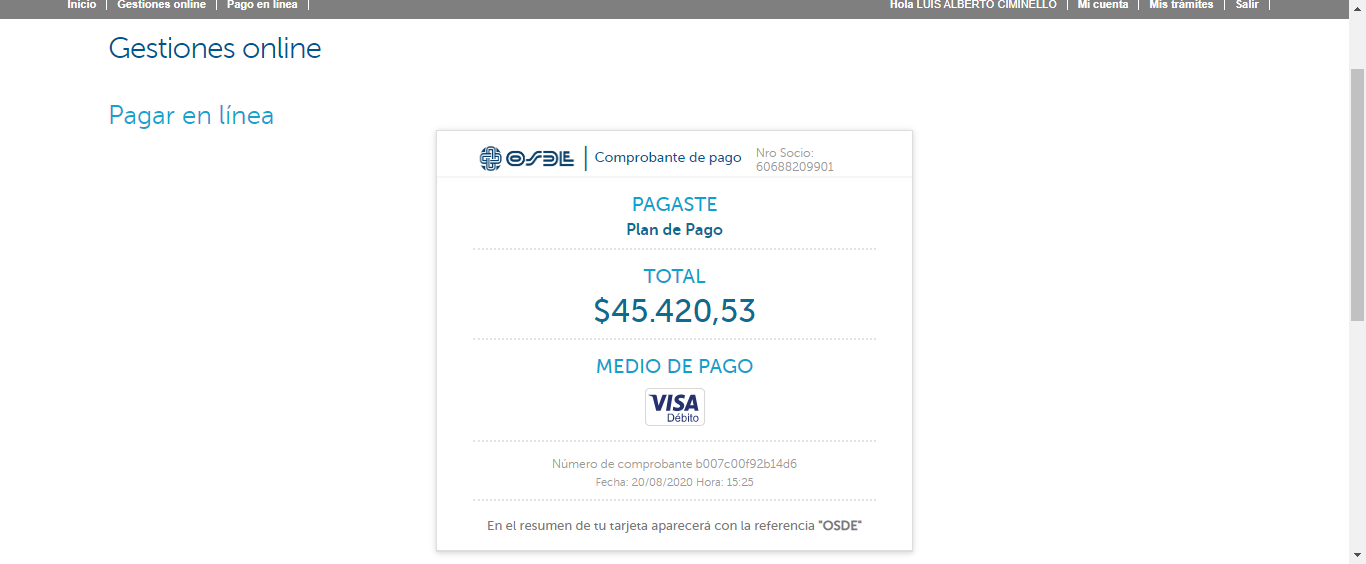 Inicio Gestiones online Pago en línea Hola LUIS ALBERTO CIMINELLO Mi cuenta Mis trámites Salir
Gestiones online
Pagar en línea
OSDE Comprobante de pago Nro Socio:
60688209901
PAGASTE
Plan de Pago
TOTAL
$45.420,53
MEDIO DE PAGO
VISA
Débito
Número de comprobante b007c00f92b14d6
Fecha: 20/08/2020 Hora: 15:25
En el resumen de tu tarjeta aparecerá con la referencia "OSDE"